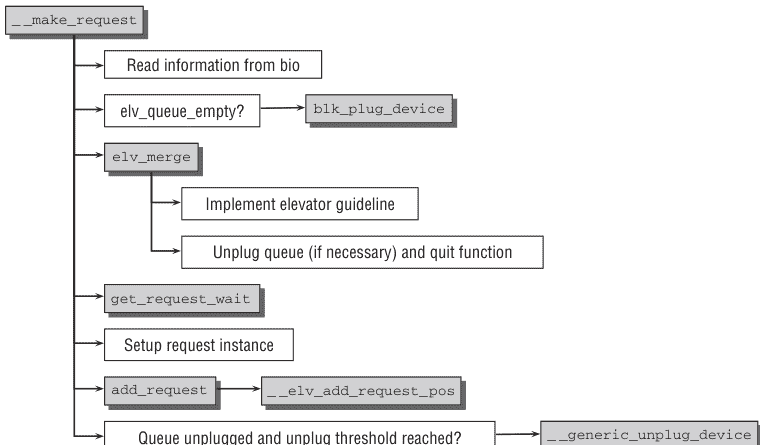 __make_request
Read information from bio
elv_queue_empty?
blk_plug_device
elv_merge
Implement elevator guideline
Unplug queue (if necessary) and quit function
get_request_wait
Setup request instance
add_request
__elv_add_request_pos
Queue unplugged and unplug threshold reached?
__generic_unplug_device